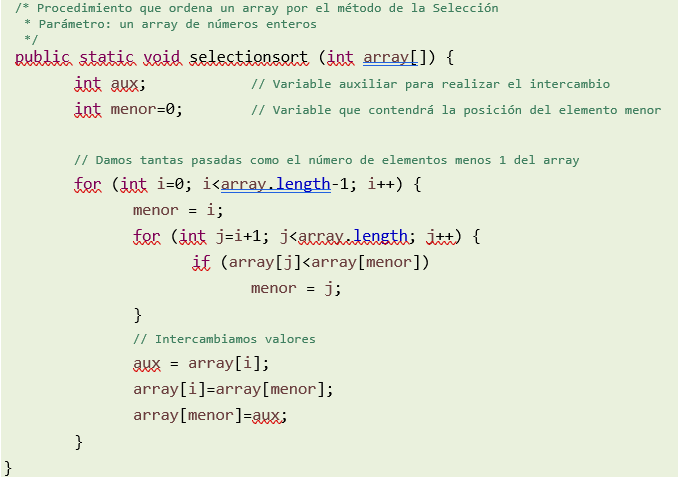 /* Procedimiento que ordena un array por el método de la Selección
* Parámetro: un array de números enteros
*/
public static void selectionsort (int array[]) {
int aux; // Variable auxiliar para realizar el intercambio
int menor=0; // Variable que contendrá la posición del elemento menor
// Damos tantas pasadas como el número de elementos menos 1 del array
for (int i=0; i<array.length-1; i++) {
menor = i;
for (int j=i+1; j<array.length; j++) {
if (array[j]<array[menor])
menor = j;
}
// Intercambiamos valores
aux = array[i];
array[i]=array[menor];
array[menor]=aux;
}
}